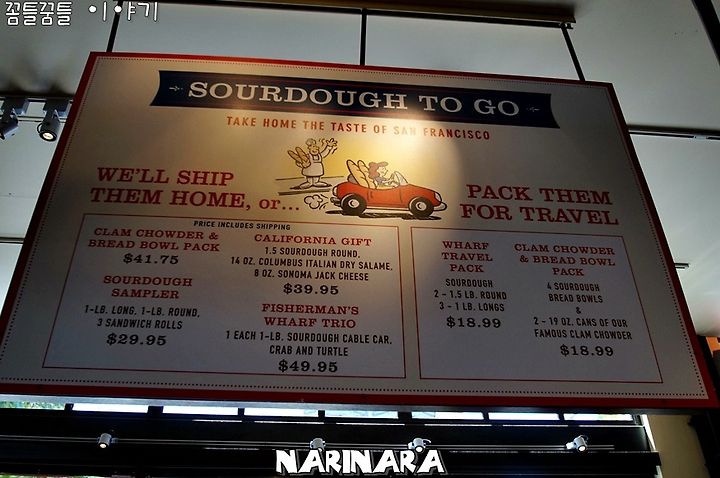 꼼틀꿈틀 이야기
SOURDOUGH TO GO
TAKE HOME THE TASTE OF SAN FRANCISCO
WE'LL SHIP
THEM HOME, or...
PACK THEM
FOR TRAVEL
PRICE INCLUDES SHIPPING
CLAM CHOWDER &
BREAD BOWL PACK
$41.75
SOURDOUGH
SAMPLER
1-LB. LONG, 1-LB. ROUND,
3 SANDWICH ROLLS
$29.95
CALIFORNIA GIFT
1.5 SOURDOUGH ROUND,
14 OZ. COLUMBUS ITALIAN DRY SALAME,
8 OZ. SONOMA JACK CHEESE
$39.95
FISHERMAN'S
WHARF TRIO
1 EACH 1-LB. SOURDOUGH CABLE CAR,
CRAB AND TURTLE
$49.95
WHARF
TRAVEL
PACK
SOURDOUGH
2 - 1.5 LB. ROUND
3 - 1 LB. LONGS
$18.99
CLAM CHOWDER
& BREAD BOWL
PACK
4 SOURDOUGH
BREAD BOWLS
&
2 - 19 OZ. CANS OF OUR
FAMOUS CLAM CHOWDER
$18.99
NARINARA